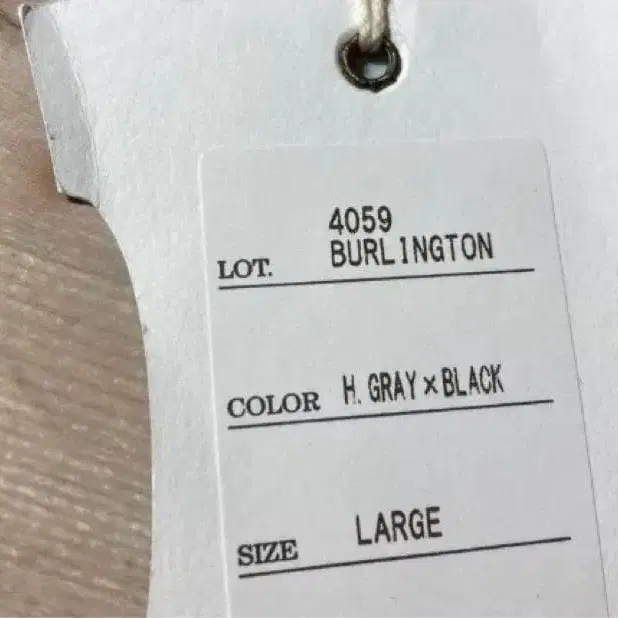 4059
LOT. BURLINGTON
COLOR H. GRAY×BLACK
SIZE LARGE